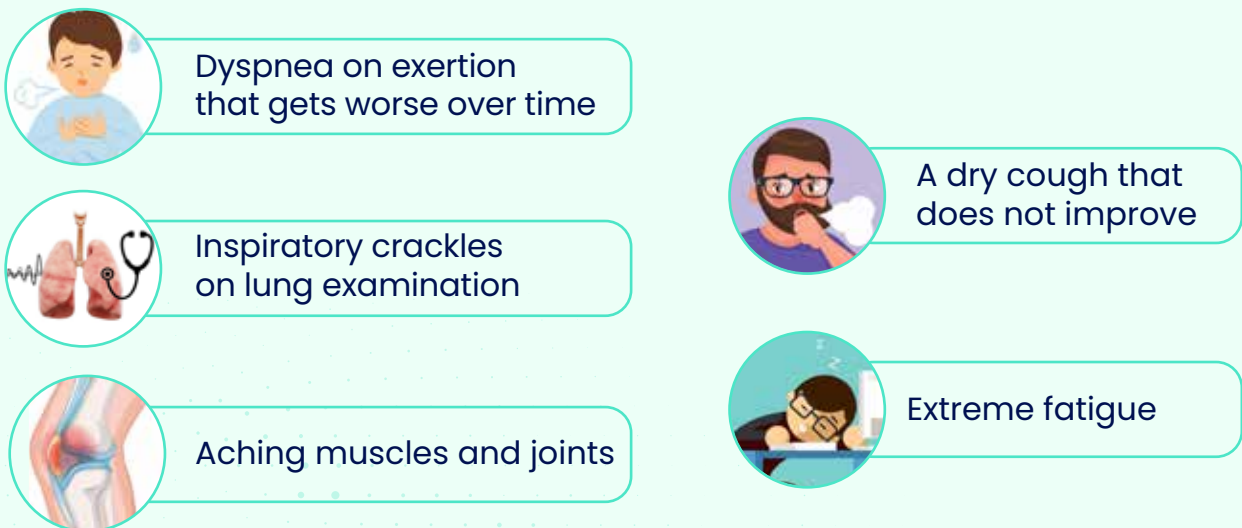 Dyspnea on exertion
that gets worse over time
Inspiratory crackles
on lung examination
Aching muscles and joints
A dry cough that
does not improve
Extreme fatigue